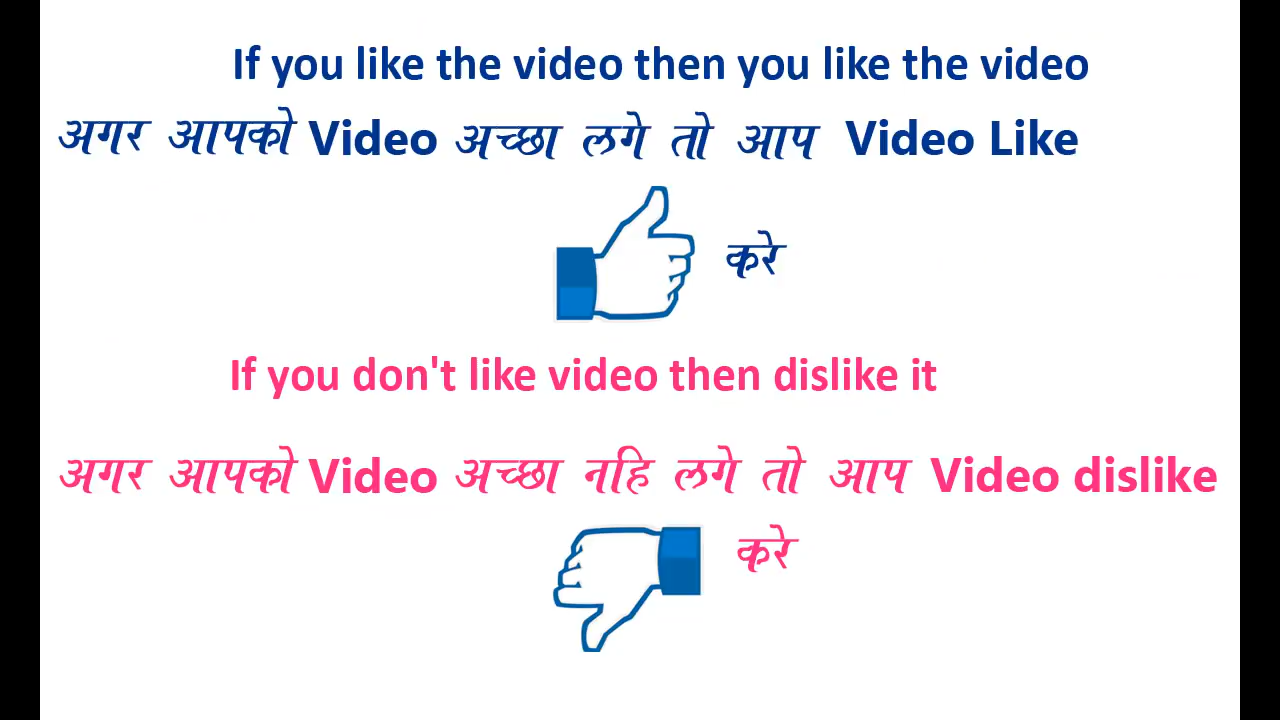 If you like the video then you like the video
अगर आपको Video अच्छा लगे तो आप Video Like
करे
If you don't like video then dislike it
अगर आपको Video अच्छा नहि लगे तो आप Video dislike
करे